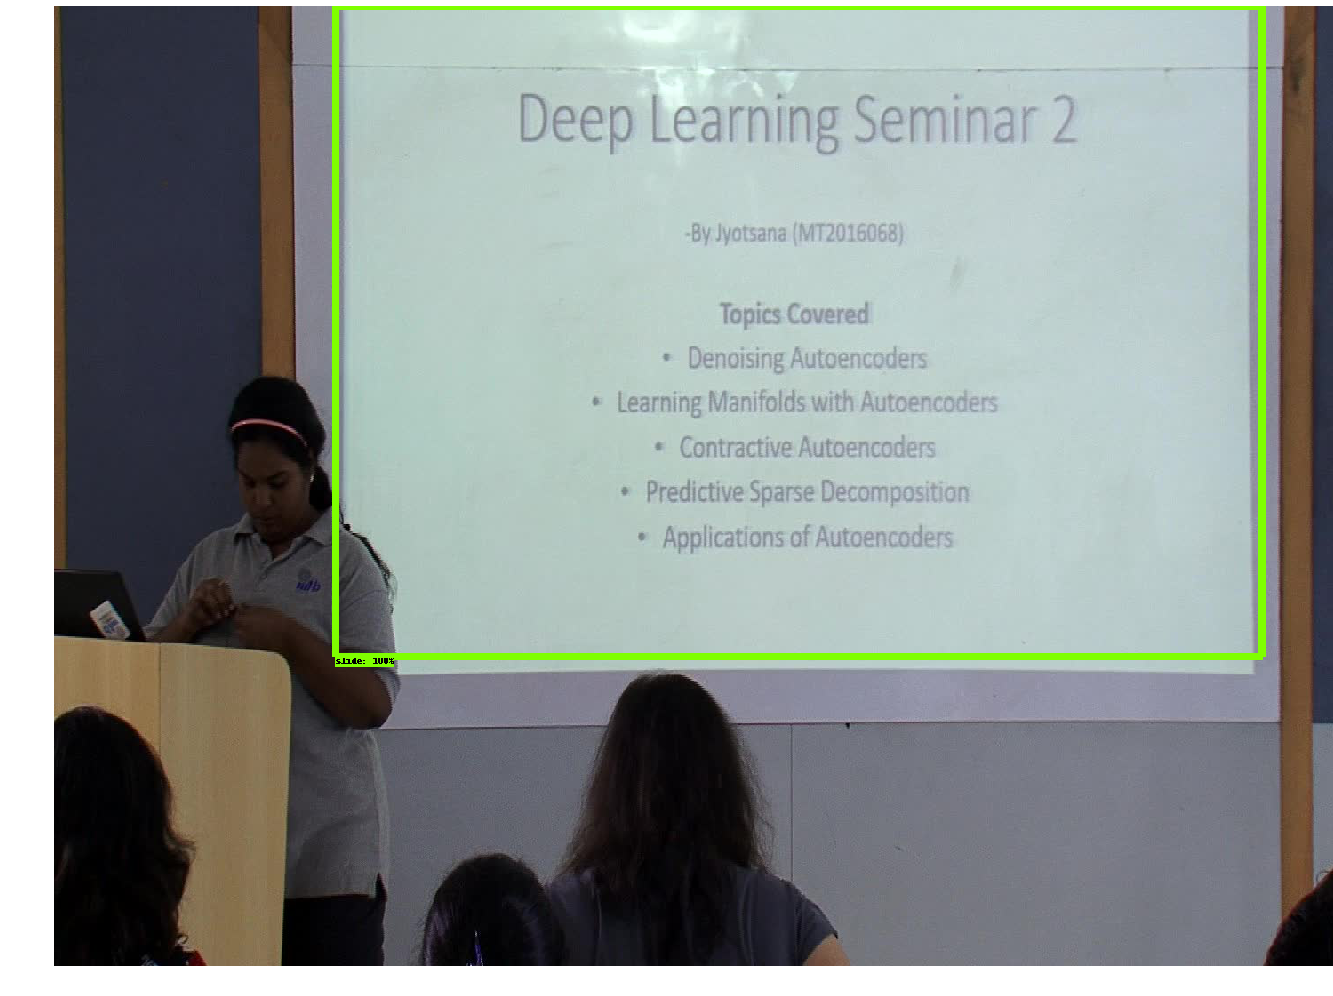 Deep Learning Seminar 2
-By Jyotsana (MT2016068)
Topics Covered
• Denoising Autoencoders
• Learning Manifolds with Autoencoders
• Contractive Autoencoders
• Predictive Sparse Decomposition
• Applications of Autoencoders
slide: 100%